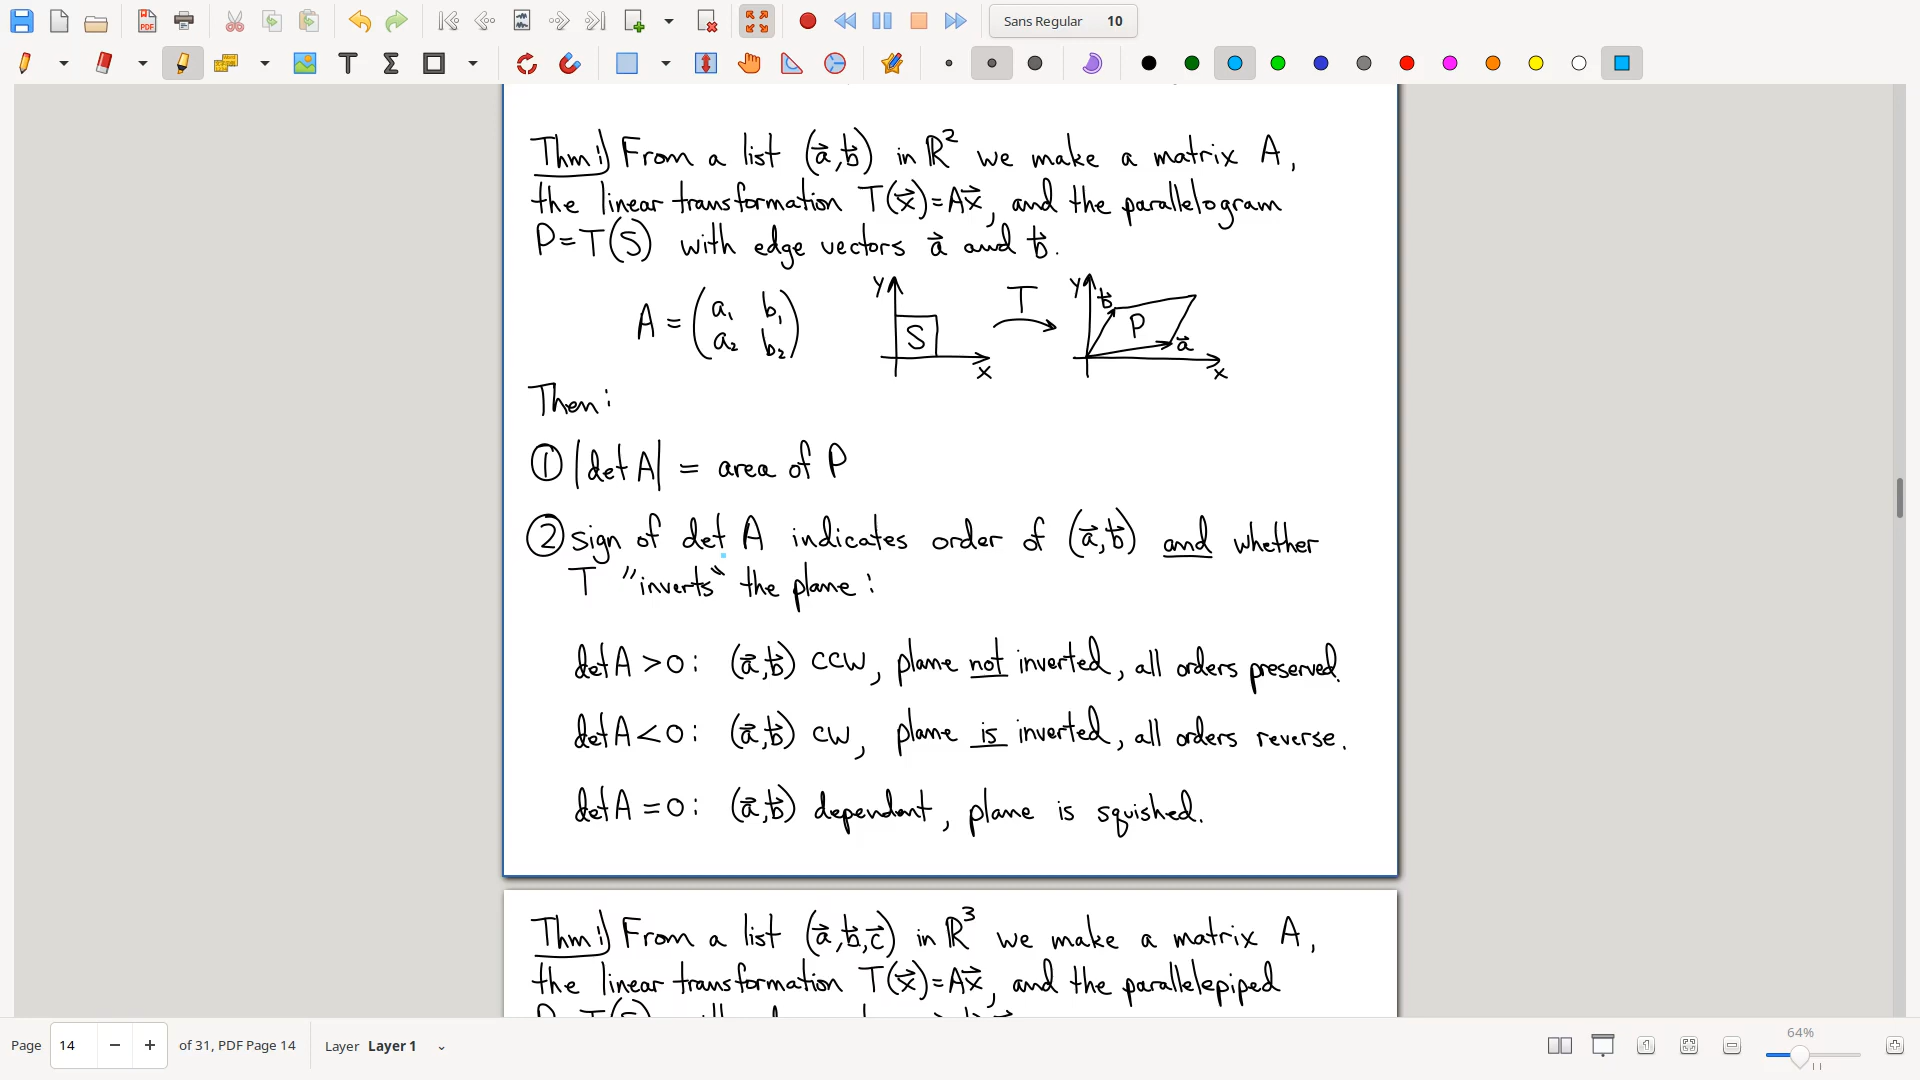 Sans Regular 10
Thm:) From a list (a⃗,b⃗) in ℝ² we make a matrix A,
the linear transformation T(x⃗)=Ax⃗, and the parallelogram
P=T(S) with edge vectors a⃗ and b⃗.
A = (a₁ b₁
a₂ b₂)
y S x T y b⃗ P a⃗ x
Then:
① |det A| = area of P
② sign of det A indicates order of (a⃗,b⃗) and whether
T "inverts" the plane:
det A > 0: (a⃗,b⃗) CCW, plane not inverted, all orders preserved.
det A < 0: (a⃗,b⃗) CW, plane is inverted, all orders reverse.
det A = 0: (a⃗,b⃗) dependent, plane is squished.
Thm:) From a list (a⃗,b⃗,c⃗) in ℝ³ we make a matrix A,
the linear transformation T(x⃗)=Ax⃗, and the parallelepiped
Page 14 of 31, PDF Page 14 Layer Layer 1 64%